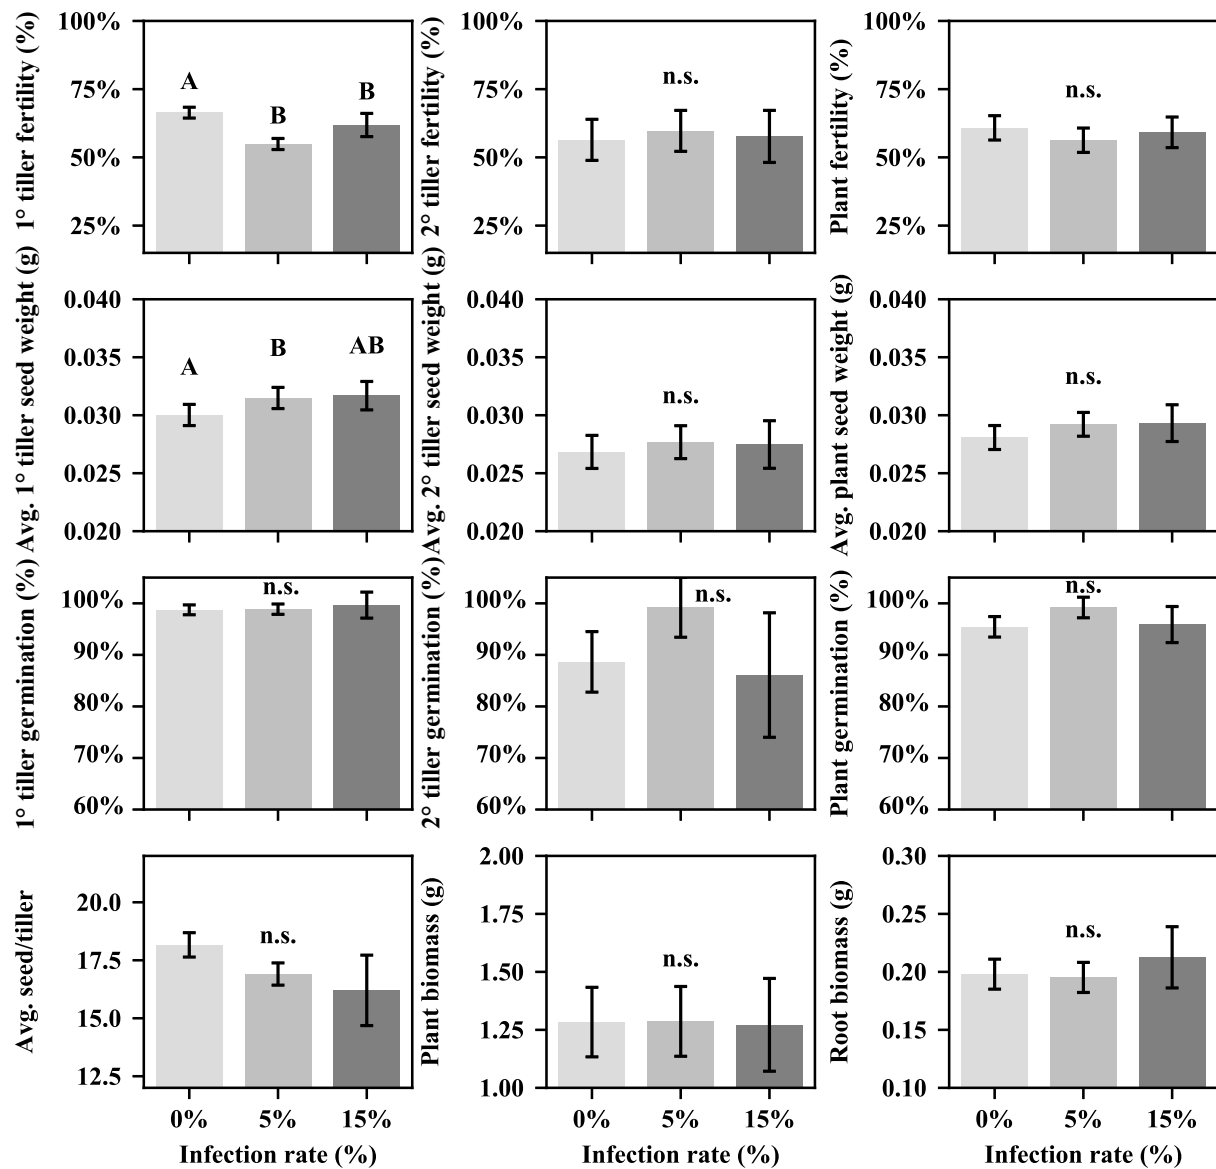 1° tiller fertility (%)
100%
75%
50%
25%
A
B
B
2° tiller fertility (%)
100%
75%
50%
25%
n.s.
Plant fertility (%)
100%
75%
50%
25%
n.s.
Avg. 1° tiller seed weight (g)
0.040
0.035
0.030
0.025
0.020
A
B
AB
Avg. 2° tiller seed weight (g)
0.040
0.035
0.030
0.025
0.020
n.s.
Avg. plant seed weight (g)
0.040
0.035
0.030
0.025
0.020
n.s.
1° tiller germination (%)
100%
90%
80%
70%
60%
n.s.
2° tiller germination (%)
100%
90%
80%
70%
60%
n.s.
Plant germination (%)
100%
90%
80%
70%
60%
n.s.
Avg. seed/tiller
20.0
17.5
15.0
12.5
n.s.
0% 5% 15%
Infection rate (%)
Plant biomass (g)
2.00
1.75
1.50
1.25
1.00
n.s.
0% 5% 15%
Infection rate (%)
Root biomass (g)
0.30
0.25
0.20
0.15
0.10
n.s.
0% 5% 15%
Infection rate (%)